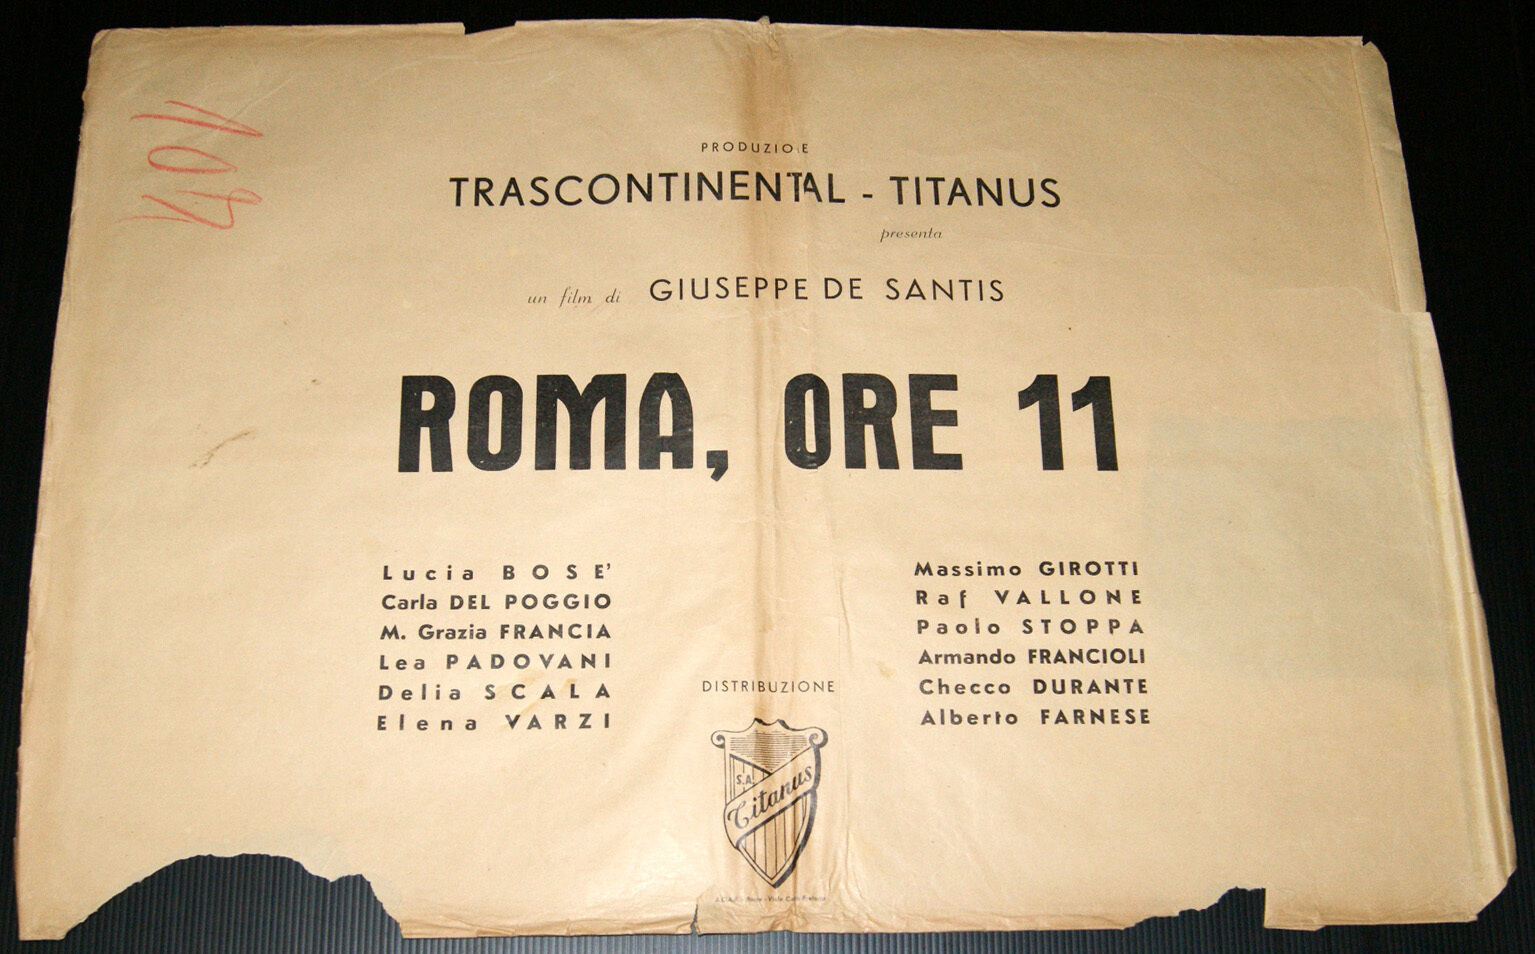 PRODUZIO E
TRASCONTINENTAL - TITANUS
presenta
un film di GIUSEPPE DE SANTIS
ROMA, ORE 11
Lucia BOSE'
Carla DEL POGGIO
M. Grazia FRANCIA
Lea PADOVANI
Delia SCALA
Elena VARZI
Massimo GIROTTI
Raf VALLONE
Paolo STOPPA
Armando FRANCIOLI
Checco DURANTE
Alberto FARNESE
DISTRIBUZIONE
S.A.
Titanus